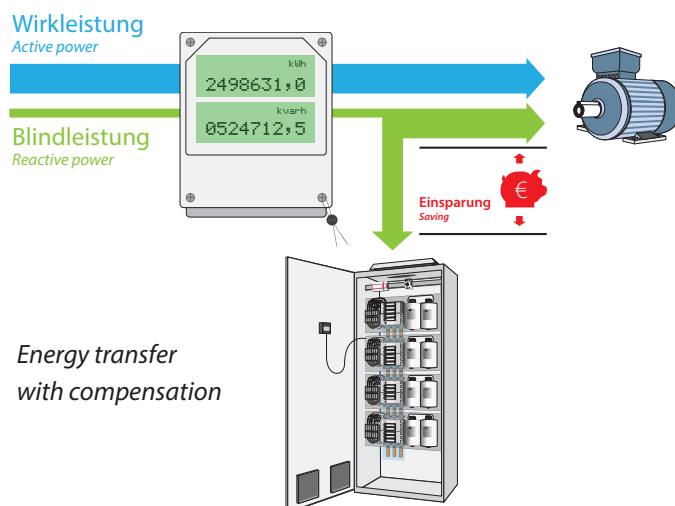 Wirkleistung
Active power
kWh
2498631,0
kvarh
0524712,5
Blindleistung
Reactive power
Einsparung
Saving
€
Energy transfer
with compensation